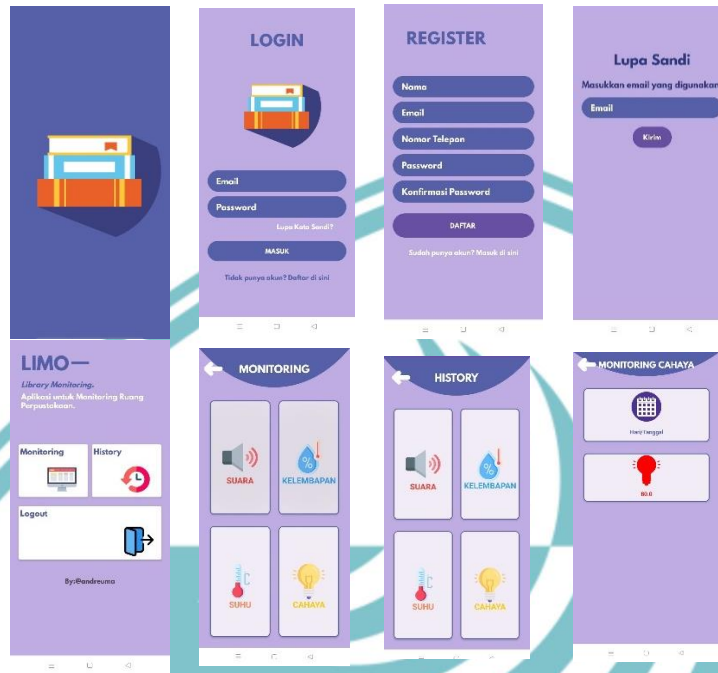 LOGIN
Email
Password
Lupa Kata Sandi?
MASUK
Tidak punya akun? Daftar di sini
REGISTER
Nama
Email
Nomor Telepon
Password
Konfirmasi Password
DAFTAR
Sudah punya akun? Masuk di sini
Lupa Sandi
Masukkan email yang digunakan
Email
Kirim
LIMO—
Library Monitoring.
Aplikasi untuk Monitoring Ruang
Perpustakaan.
Monitoring
History
Logout
By:@andreuma
MONITORING
SUARA
%
KELEMBAPAN
SUHU
CAHAYA
HISTORY
SUARA
%
KELEMBAPAN
SUHU
CAHAYA
MONITORING CAHAYA
Hari/Tanggal
80.0